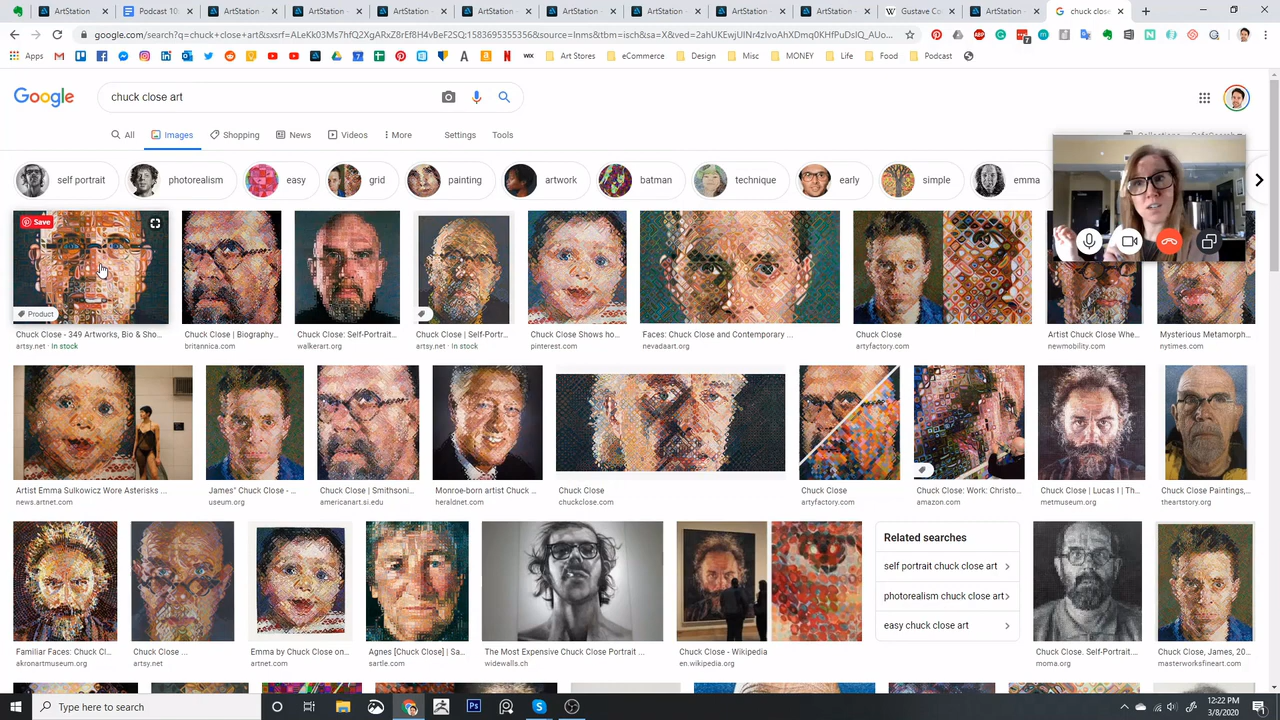 ArtStation
Podcast 10
ArtStation -
ArtStation -
ArtStation -
ArtStation -
ArtStation -
ArtStation -
ArtStation -
ArtStation -
Gustave Co
ArtStation -
chuck close
google.com/search?q=chuck+close+art&sxsrf=
Apps
Art Stores
eCommerce
Design
Misc
MONEY
Life
Food
Podcast
Google
chuck close art
All
Images
Shopping
News
Videos
More
Settings
Tools
self portrait
photorealism
easy
grid
painting
artwork
batman
technique
early
simple
emma
Save
Product
Chuck Close - 349 Artworks, Bio & Sho...
artsy.net · In stock
Chuck Close | Biography
britannica.com
Chuck Close: Self-Portrait
walkerart.org
Chuck Close | Self-Portr...
artsy.net · In stock
Chuck Close Shows ho...
pinterest.com
Faces: Chuck Close and Contemporary ...
nevadaart.org
Chuck Close
artyfactory.com
Artist Chuck Close Whe...
newmobility.com
Mysterious Metamorph...
nytimes.com
Artist Emma Sulkowicz Wore Asterisks ...
news.artnet.com
James" Chuck Close - ...
useum.org
Chuck Close | Smithsoni...
americanart.si.edu
Monroe-born artist Chuck ...
heraldnet.com
Chuck Close
chuckclose.com
Chuck Close
artyfactory.com
Chuck Close: Work: Christo...
amazon.com
Chuck Close | Lucas I | Th...
metmuseum.org
Chuck Close Paintings,...
theartstory.org
Related searches
self portrait chuck close art
photorealism chuck close art
easy chuck close art
Familiar Faces: Chuck Cl...
akronartmuseum.org
Chuck Close ...
artsy.net
Emma by Chuck Close on...
artnet.com
Agnes [Chuck Close] | Sa...
sartle.com
The Most Expensive Chuck Close Portrait ...
widewalls.ch
Chuck Close - Wikipedia
en.wikipedia.org
Chuck Close. Self-Portrait...
moma.org
Chuck Close, James, 20...
masterworksfineart.com
Type here to search
12:22 PM
3/8/2020